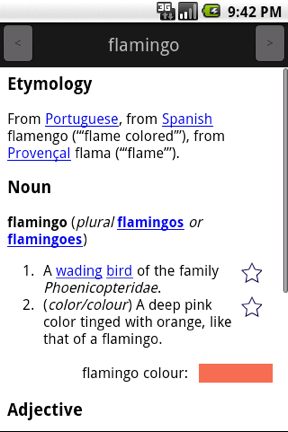 3G 9:42 PM
< flamingo >
Etymology
From Portuguese, from Spanish
flamengo (“‘flame colored’”), from
Provençal flama (“‘flame’”).
Noun
flamingo (plural flamingos or
flamingoes)
1. A wading bird of the family
Phoenicopteridae.
2. (color/colour) A deep pink
color tinged with orange, like
that of a flamingo.
flamingo colour:
Adjective